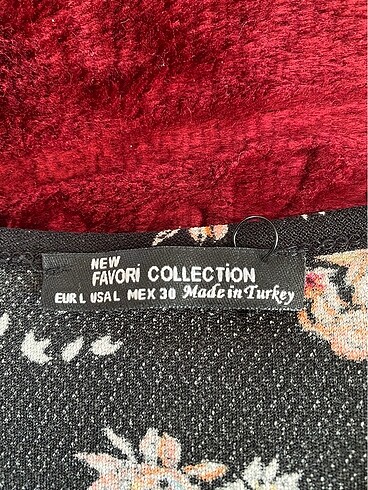 NEW
FAVORi COLLECTiON
EUR L USA L MEX 30 Made in Turkey